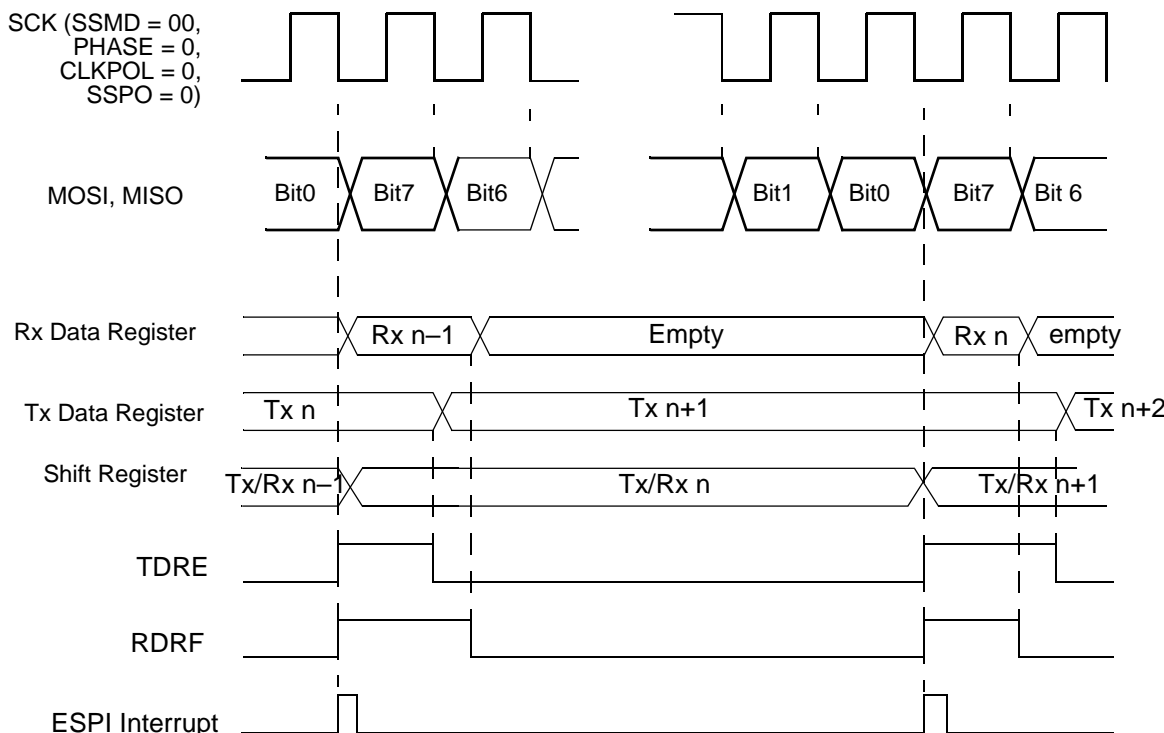 SCK (SSMD = 00,
PHASE = 0,
CLKPOL = 0,
SSPO = 0)
MOSI, MISO
Bit0
Bit7
Bit6
Bit1
Bit0
Bit7
Bit 6
Rx Data Register
Rx n–1
Empty
Rx n
empty
Tx Data Register
Tx n
Tx n+1
Tx n+2
Shift Register
Tx/Rx n–1
Tx/Rx n
Tx/Rx n+1
TDRE
RDRF
ESPI Interrupt